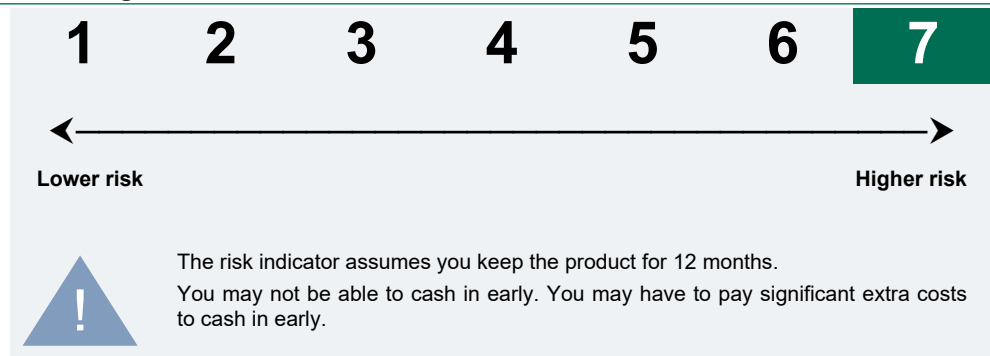 1 2 3 4 5 6 7
Lower risk Higher risk
!
The risk indicator assumes you keep the product for 12 months.
You may not be able to cash in early. You may have to pay significant extra costs
to cash in early.